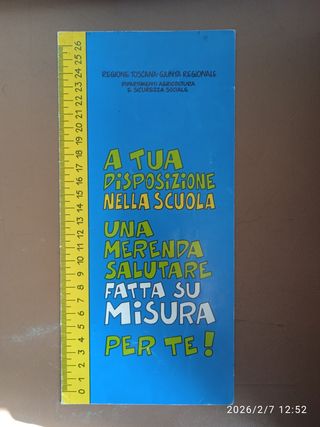 REGIONE TOSCANA-GIUNTA REGIONALE
DIPARTIMENTI AGRICOLTURA
E SICUREZZA SOCIALE
A TUA
DISPOSIZIONE
NELLA SCUOLA
UNA
MERENDA
SALUTARE
FATTA SU
MISURA
PER TE!
0 1 2 3 4 5 6 7 8 9 10 11 12 13 14 15 16 17 18 19 20 21 22 23 24 25 26
2026/2/7 12:52